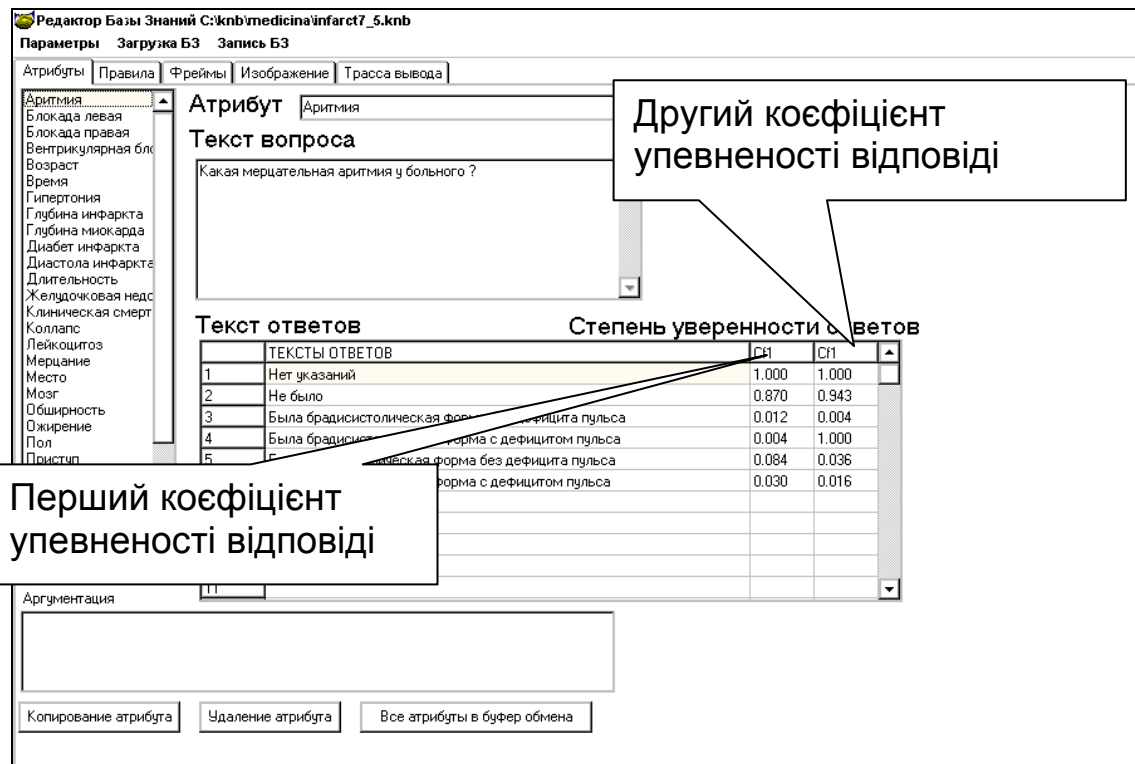 Редактор Базы Знаний C:\knb\medicina\infarct7_5.knb
Параметры Загрузка БЗ Запись БЗ
Атрибуты Правила Фреймы Изображение Трасса вывода
Аритмия
Блокада левая
Блокада правая
Вентрикулярная бло
Возраст
Время
Гипертония
Глубина инфаркта
Глубина миокарда
Диабет инфаркта
Диастола инфаркта
Длительность
Желудочковая недо
Клиническая смерт
Коллапс
Лейкоцитоз
Мерцание
Место
Мозг
Обширность
Ожирение
Пол
Приступ
Атрибут Аритмия
Текст вопроса
Какая мерцательная аритмия у больного ?
Другий коєфіцієнт
упевненості відповіді
Текст ответов Степень уверенности
ТЕКСТЫ ОТВЕТОВ Cf1 Cf1
1 Нет указаний 1.000 1.000
2 Не было 0.870 0.943
3 Была брадисистолическая дефицита пульса 0.012 0.004
4 Была форма с дефицитом пульса 0.004 1.000
5 форма без дефицита пульса 0.084 0.036
форма с дефицитом пульса 0.030 0.016
11
Перший коєфіцієнт
упевненості відповіді
Аргументация
Копирование атрибута Удаление атрибута Все атрибуты в буфер обмена